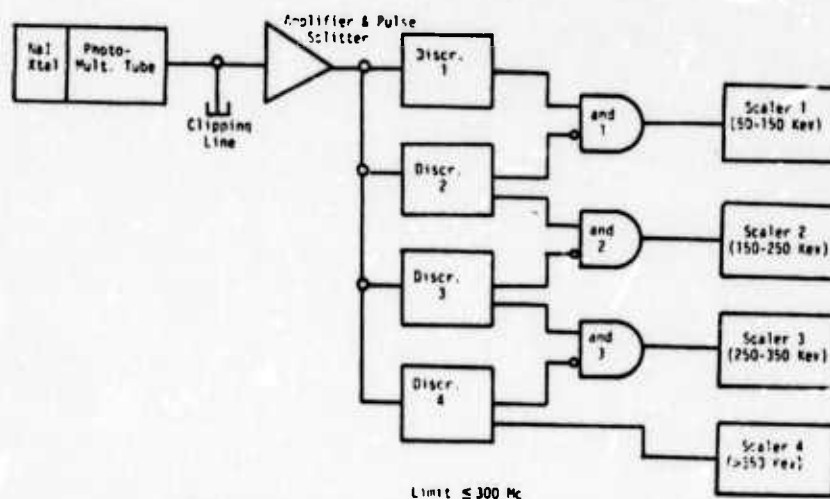 Amplifier & Pulse
Splitter
NaI
Xtal
Photo-
Mult. Tube
Clipping
Line
Discr.
1
Discr.
2
Discr.
3
Discr.
4
and
1
and
2
and
3
Scaler 1
(50-150 Kev)
Scaler 2
(150-250 Kev)
Scaler 3
(250-350 Kev)
Scaler 4
(>350 Kev)
Limit ≤ 300 Mc